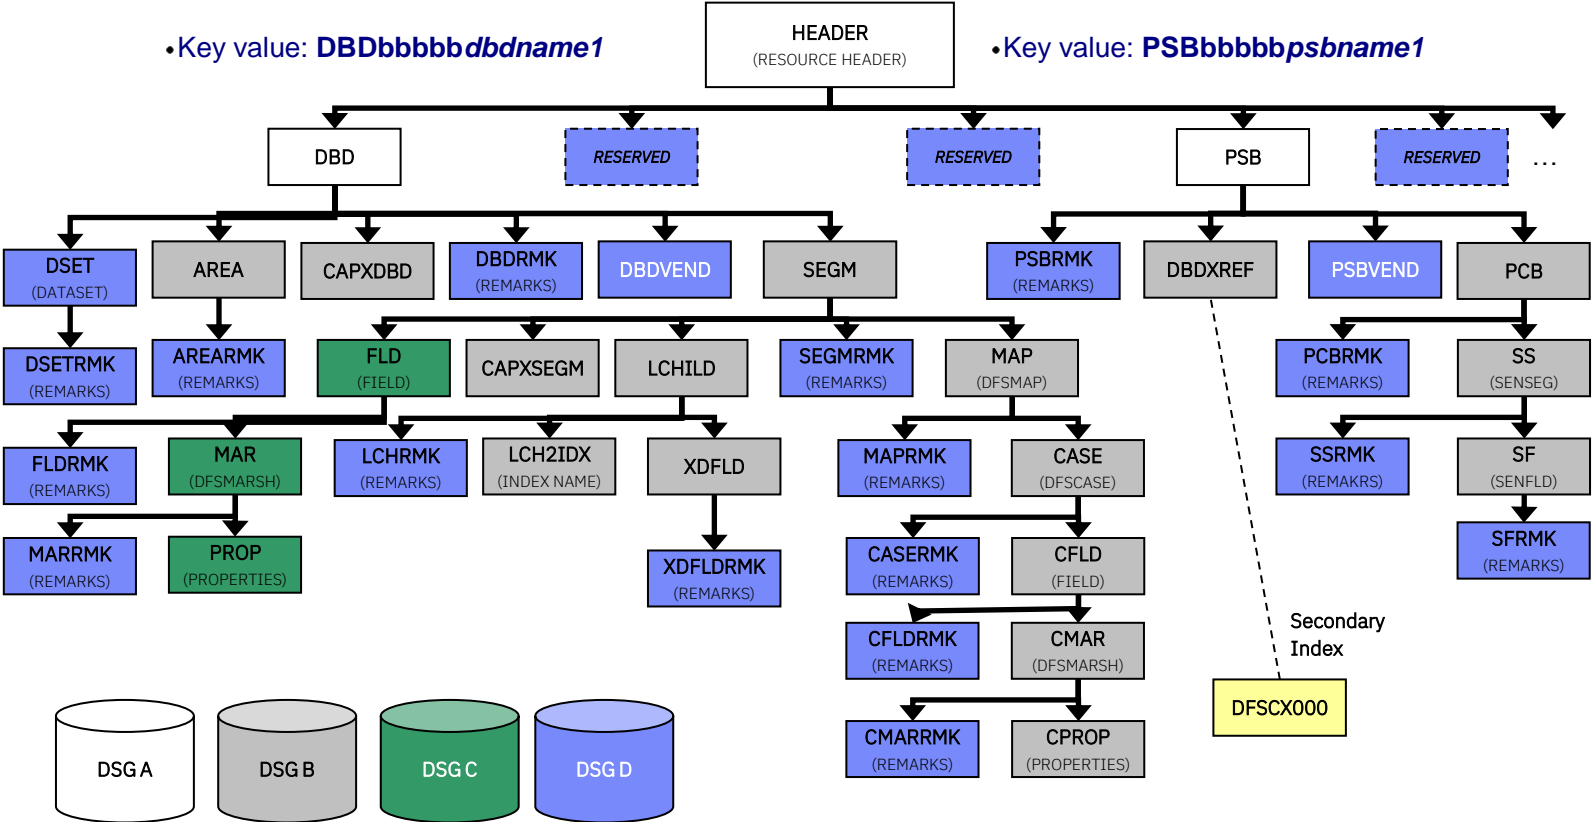 HEADER
(RESOURCE HEADER)
•Key value: DBDbbbbbdbdname1
•Key value: PSBbbbbbpsbname1
DBD
RESERVED
RESERVED
PSB
RESERVED
...
DSET
(DATASET)
AREA
CAPXDBD
DBDRMK
(REMARKS)
DBDVEND
SEGM
PSBRMK
(REMARKS)
DBDXREF
PSBVEND
PCB
DSETRMK
(REMARKS)
AREARMK
(REMARKS)
FLD
(FIELD)
CAPXSEGM
LCHILD
SEGMRMK
(REMARKS)
MAP
(DFSMAP)
PCBRMK
(REMARKS)
SS
(SENSEG)
FLDRMK
(REMARKS)
MAR
(DFSMARSH)
LCHRMK
(REMARKS)
LCH2IDX
(INDEX NAME)
XDFLD
MAPRMK
(REMARKS)
CASE
(DFSCASE)
SSRMK
(REMAKRS)
SF
(SENFLD)
MARRMK
(REMARKS)
PROP
(PROPERTIES)
XDFLDRMK
(REMARKS)
CASERMK
(REMARKS)
CFLD
(FIELD)
SFRMK
(REMARKS)
CFLDRMK
(REMARKS)
CMAR
(DFSMARSH)
Secondary
Index
CMARRMK
(REMARKS)
CPROP
(PROPERTIES)
DFSCX000
DSG A
DSG B
DSG C
DSG D